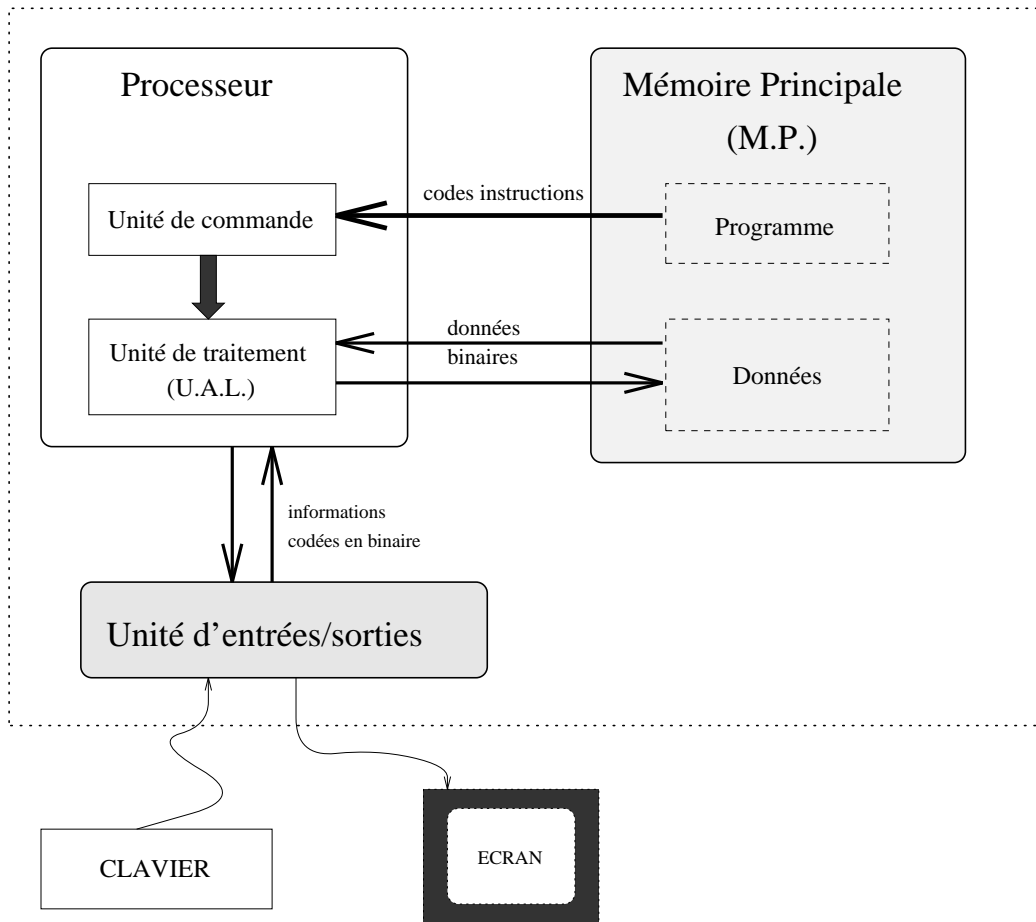 Processeur
Mémoire Principale
(M.P.)
codes instructions
Unité de commande
Programme
données
binaires
Unité de traitement
(U.A.L.)
Données
informations
codées en binaire
Unité d’entrées/sorties
CLAVIER
ECRAN